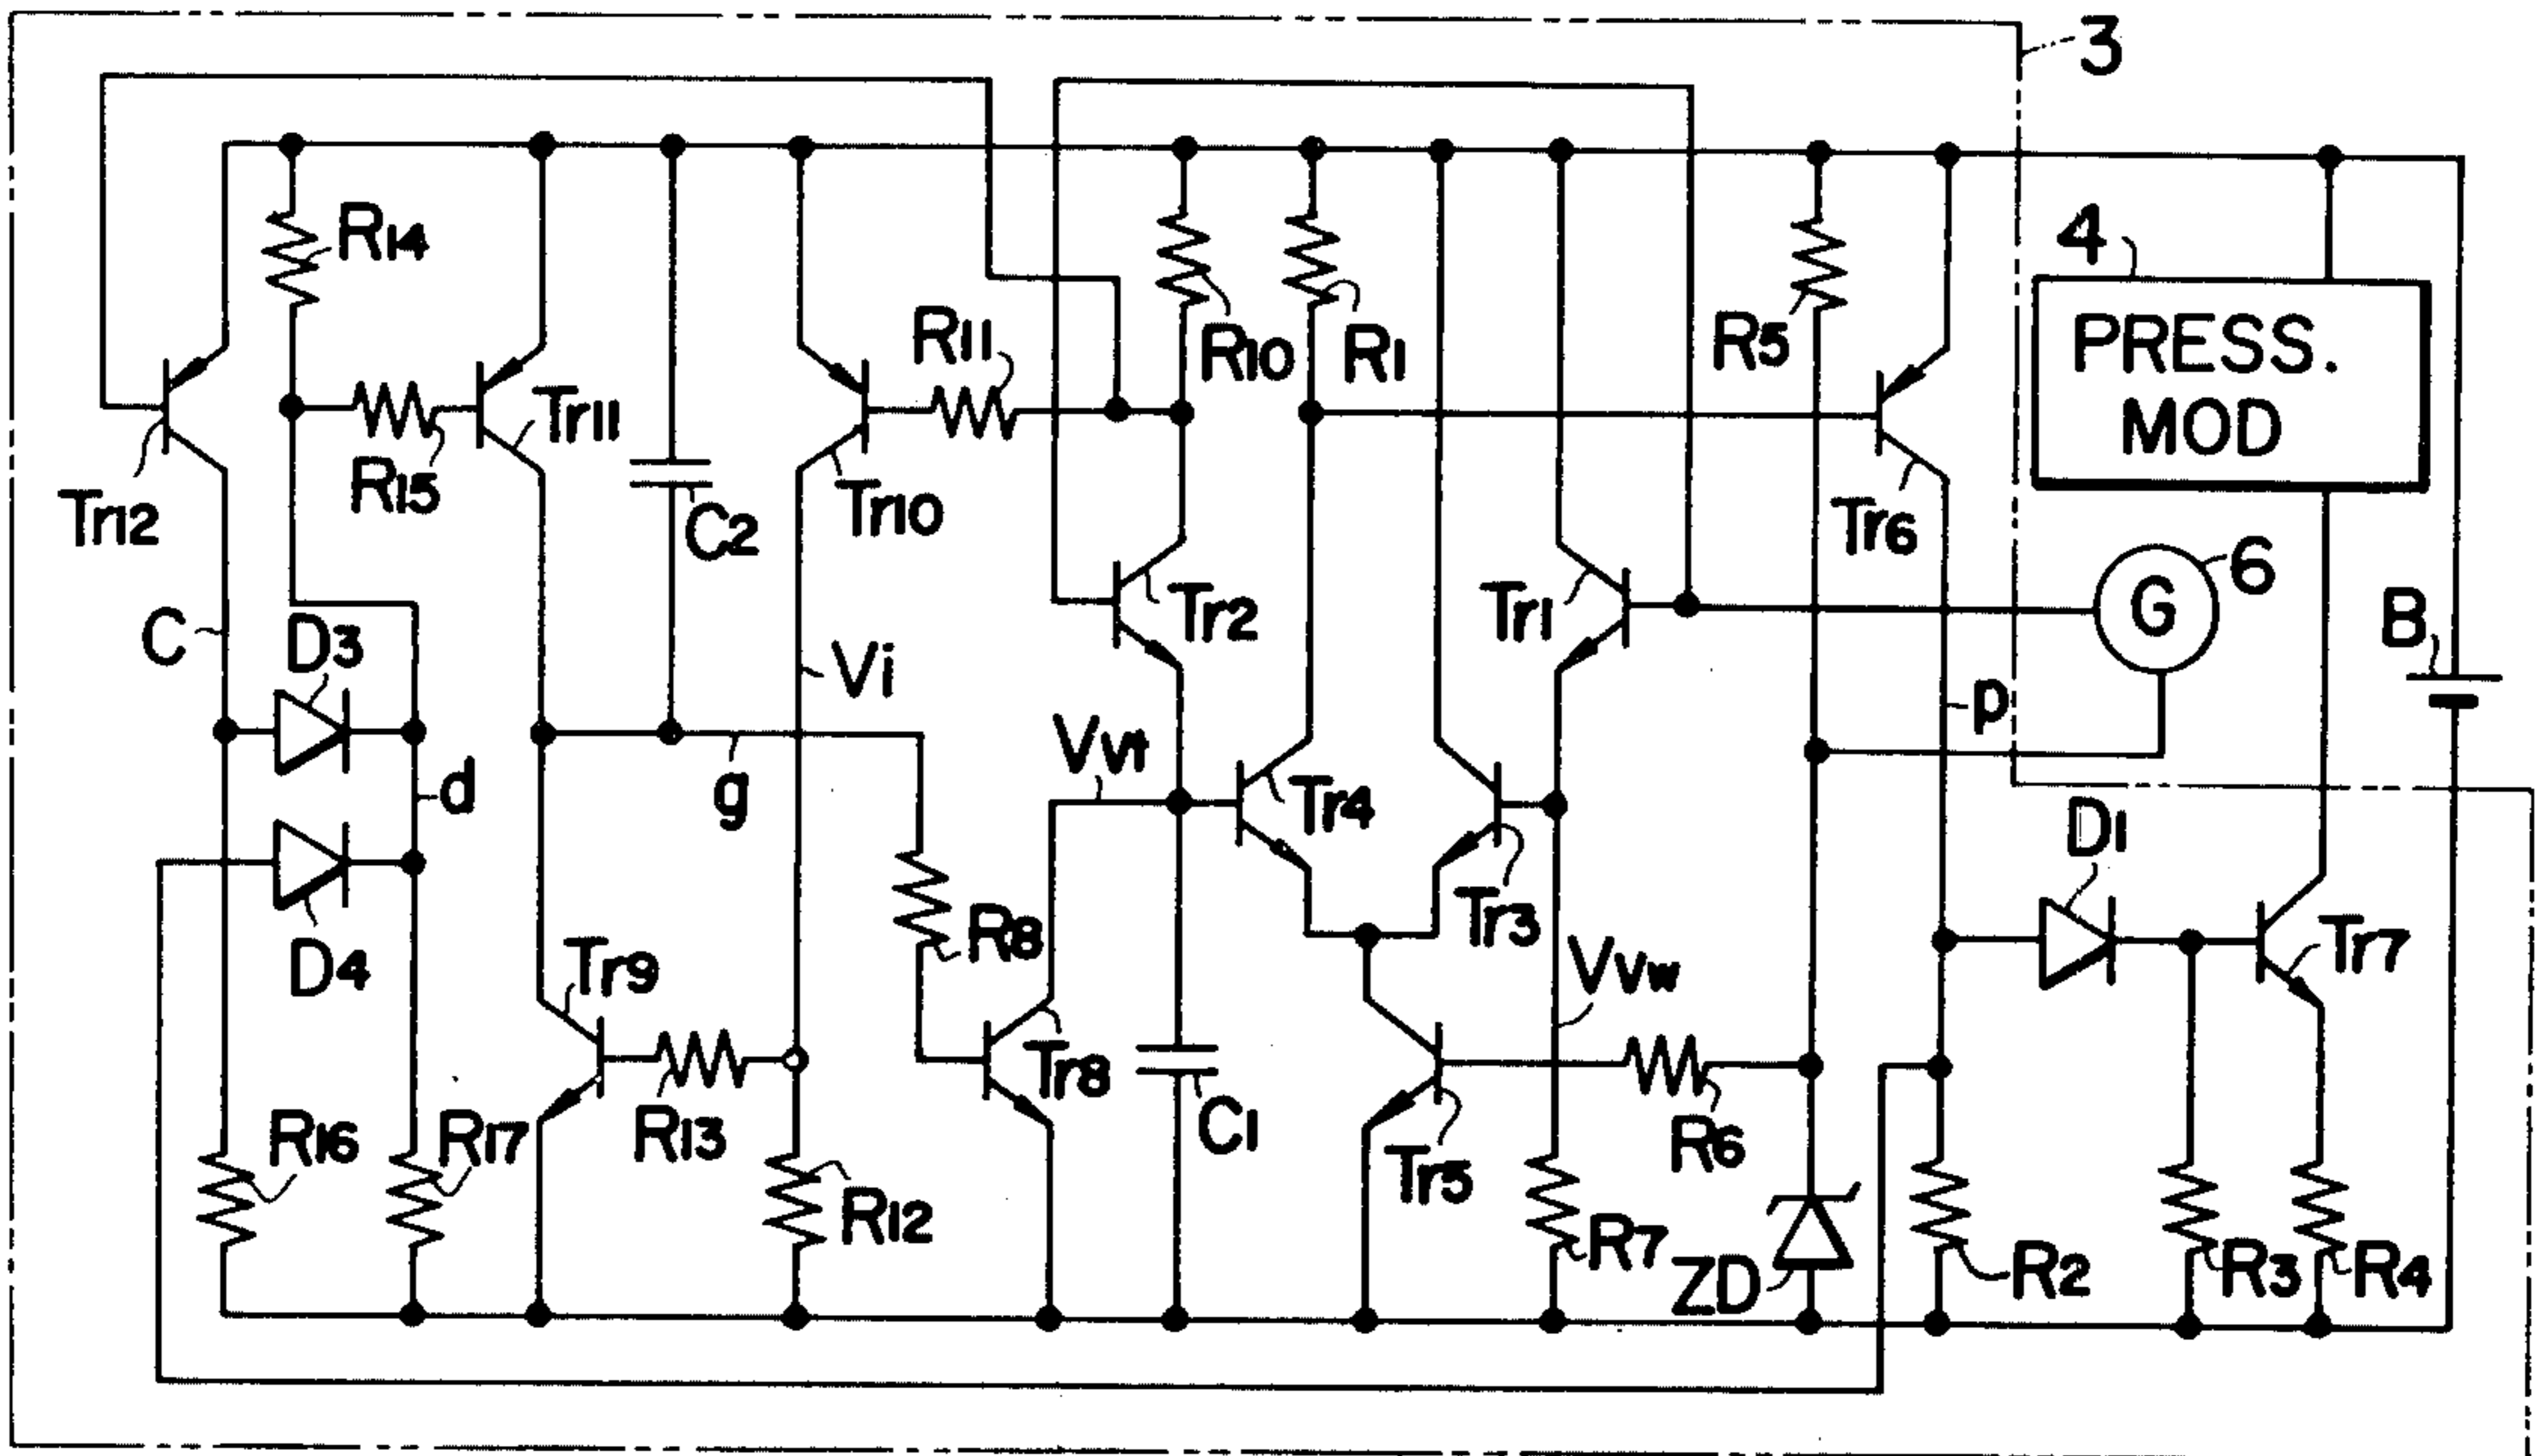 3
R14
R11
R10
R1
R5
4
PRESS.
MOD
Tr12
R15
Tr11
C2
Tr10
Tr6
6
G
B
C
D3
Vi
Tr2
Tr1
p
d
g
Vvt
Tr4
D1
D4
Tr9
R8
Tr3
Vvw
Tr7
R16
R17
R13
R12
Tr8
C1
Tr5
R6
R7
ZD
R2
R3
R4